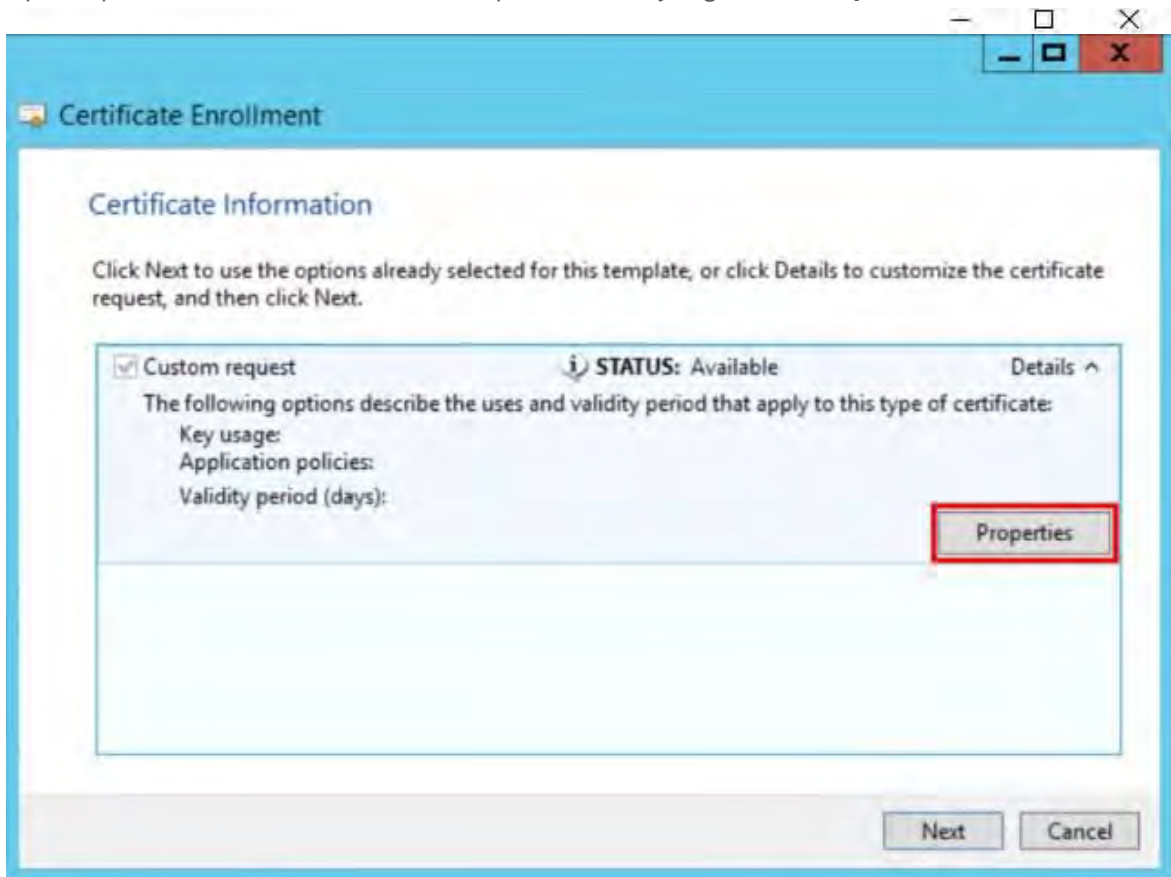 Certificate Enrollment
Certificate Information
Click Next to use the options already selected for this template, or click Details to customize the certificate
request, and then click Next.
Custom request STATUS: Available Details
The following options describe the uses and validity period that apply to this type of certificate:
Key usage:
Application policies:
Validity period (days):
Properties
Next Cancel